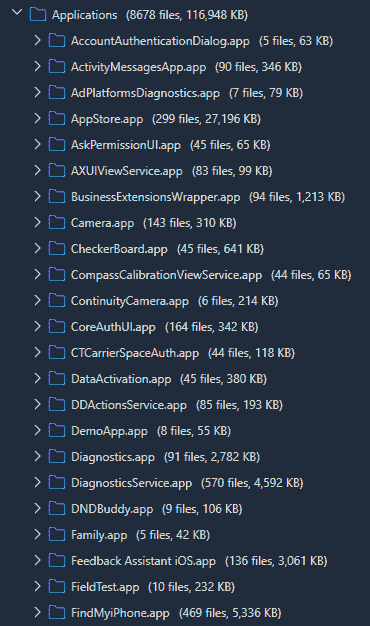 Applications (8678 files, 116,948 KB)
AccountAuthenticationDialog.app (5 files, 63 KB)
ActivityMessagesApp.app (90 files, 346 KB)
AdPlatformsDiagnostics.app (7 files, 79 KB)
AppStore.app (299 files, 27,196 KB)
AskPermissionUI.app (45 files, 65 KB)
AXUIViewService.app (83 files, 99 KB)
BusinessExtensionsWrapper.app (94 files, 1,213 KB)
Camera.app (143 files, 310 KB)
CheckerBoard.app (45 files, 641 KB)
CompassCalibrationViewService.app (44 files, 65 KB)
ContinuityCamera.app (6 files, 214 KB)
CoreAuthUI.app (164 files, 342 KB)
CTCarrierSpaceAuth.app (44 files, 118 KB)
DataActivation.app (45 files, 380 KB)
DDActionsService.app (85 files, 193 KB)
DemoApp.app (8 files, 55 KB)
Diagnostics.app (91 files, 2,782 KB)
DiagnosticsService.app (570 files, 4,592 KB)
DNDBuddy.app (9 files, 106 KB)
Family.app (5 files, 42 KB)
Feedback Assistant iOS.app (136 files, 3,061 KB)
FieldTest.app (10 files, 232 KB)
FindMyiPhone.app (469 files, 5,336 KB)